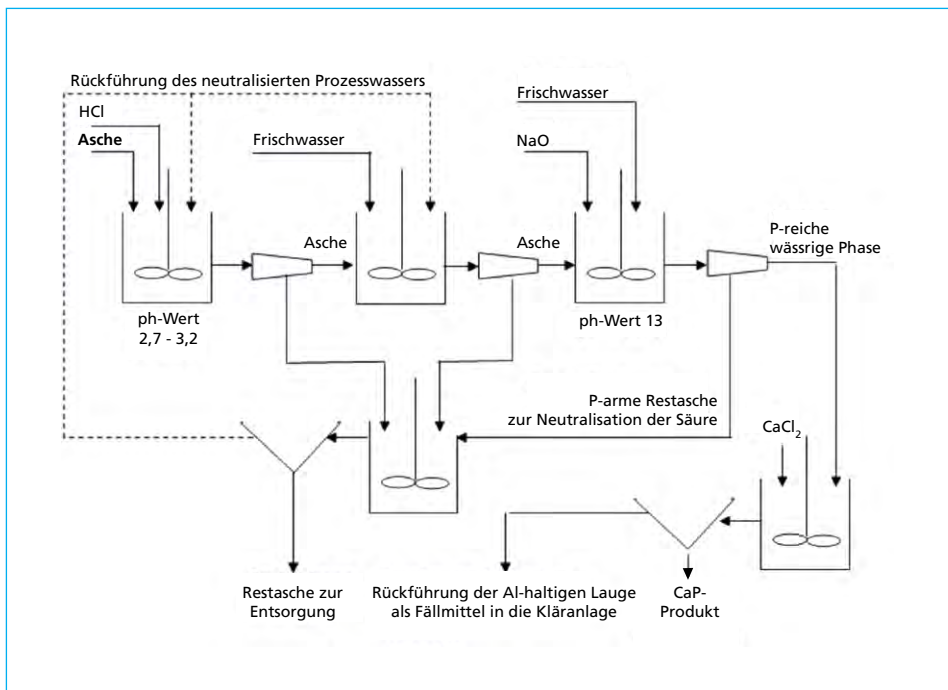 Rückführung des neutralisierten Prozesswassers
HCl
Asche
Frischwasser
Frischwasser
NaO
Asche
Asche
P-reiche
wässrige Phase
ph-Wert
2,7 - 3,2
ph-Wert 13
P-arme Restasche
zur Neutralisation der Säure
CaCl₂
Restasche zur
Entsorgung
Rückführung der Al-haltigen Lauge
als Fällmittel in die Kläranlage
CaP-
Produkt